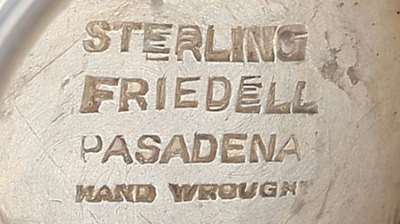 STERLING
FRIEDELL
PASADENA
HAND WROUGHT